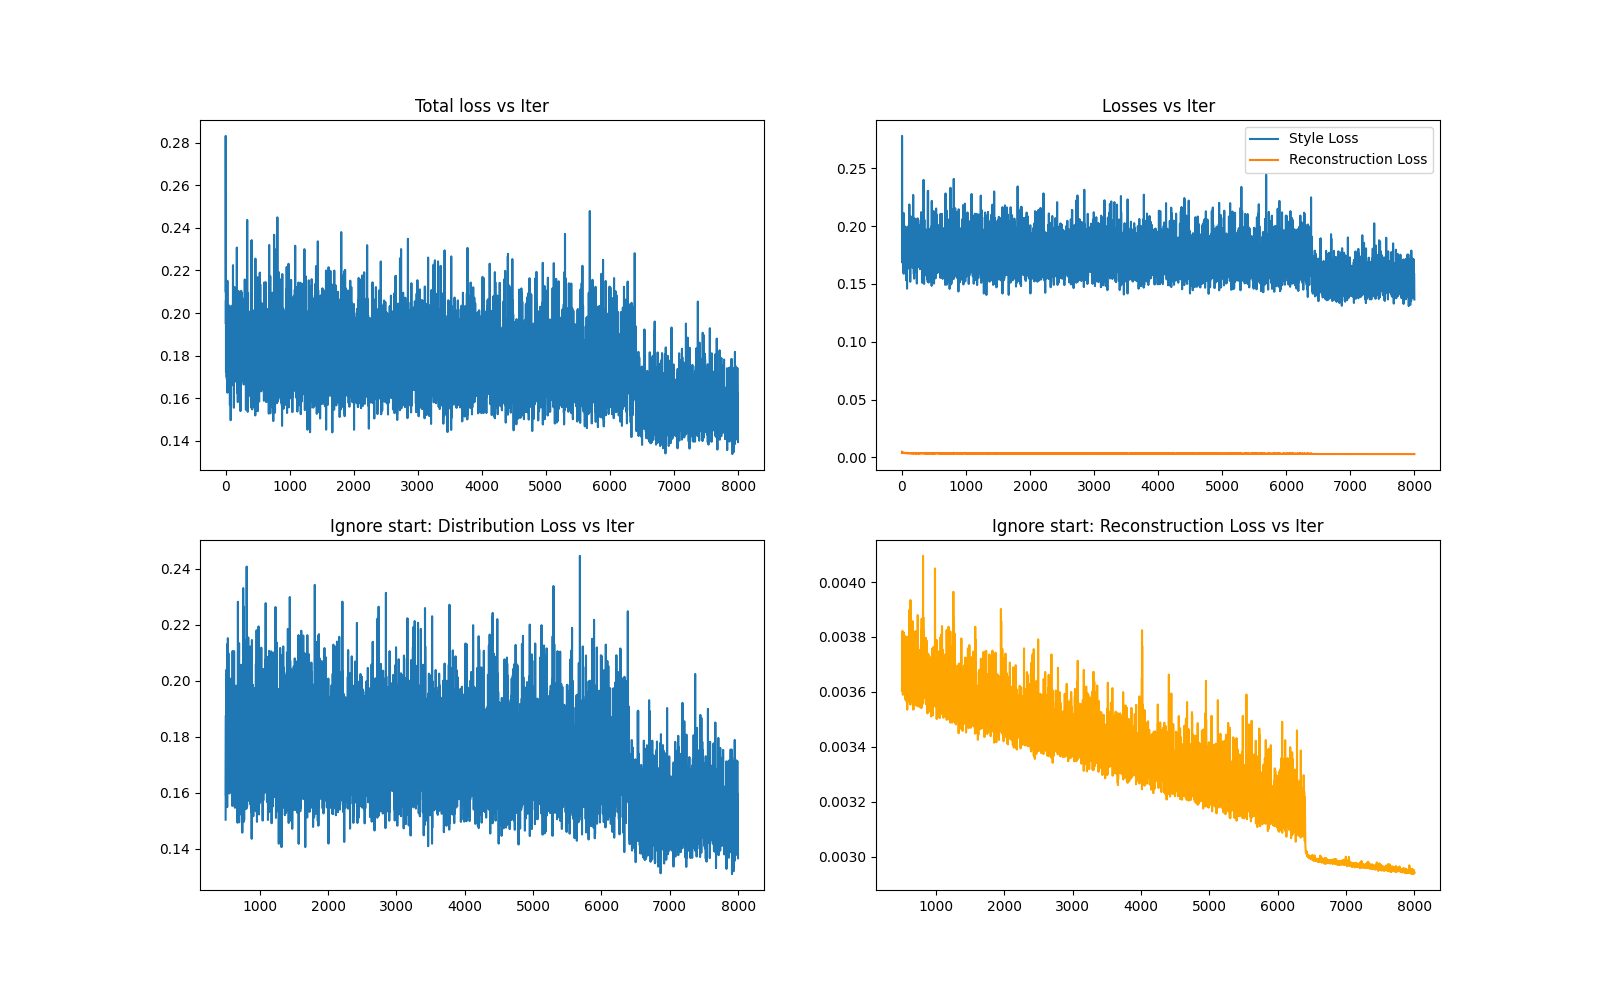 Total loss vs Iter
0.28
0.26
0.24
0.22
0.20
0.18
0.16
0.14
0 1000 2000 3000 4000 5000 6000 7000 8000
Losses vs Iter
Style Loss
Reconstruction Loss
0.25
0.20
0.15
0.10
0.05
0.00
0 1000 2000 3000 4000 5000 6000 7000 8000
Ignore start: Distribution Loss vs Iter
0.24
0.22
0.20
0.18
0.16
0.14
1000 2000 3000 4000 5000 6000 7000 8000
Ignore start: Reconstruction Loss vs Iter
0.0040
0.0038
0.0036
0.0034
0.0032
0.0030
1000 2000 3000 4000 5000 6000 7000 8000